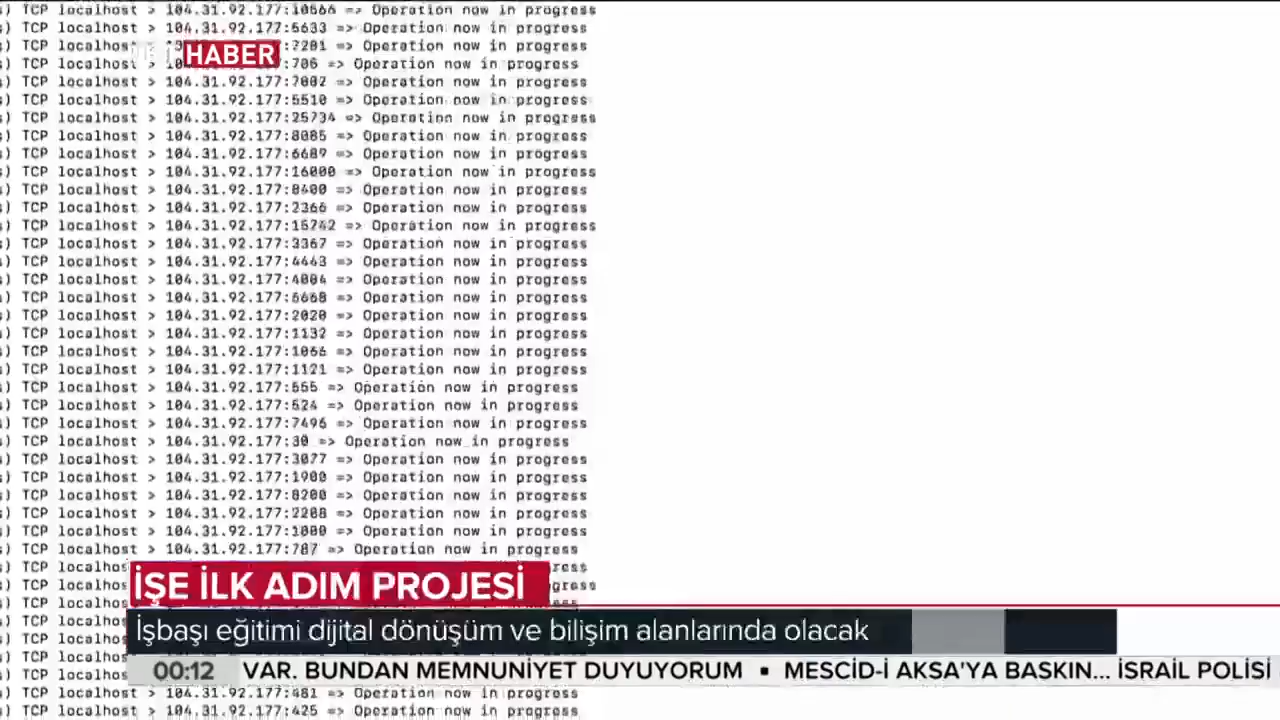 TCP localhost > 104.31.92.177:10566 => Operation now in progress
TCP localhost > 104.31.92.177:5633 => Operation now in progress
TCP localhost > 7281 => Operation now in progress
HABER
TCP localhost > :706 => Operation now in progress
TCP localhost > 104.31.92.177:7002 => Operation now in progress
TCP localhost > 104.31.92.177:5510 => Operation now in progress
TCP localhost > 104.31.92.177:25734 => Operation now in progress
TCP localhost > 104.31.92.177:8085 => Operation now in progress
TCP localhost > 104.31.92.177:6689 => Operation now in progress
TCP localhost > 104.31.92.177:16000 => Operation now in progress
TCP localhost > 104.31.92.177:8400 => Operation now in progress
TCP localhost > 104.31.92.177:2366 => Operation now in progress
TCP localhost > 104.31.92.177:15742 => Operation now in progress
TCP localhost > 104.31.92.177:3367 => Operation now in progress
TCP localhost > 104.31.92.177:4443 => Operation now in progress
TCP localhost > 104.31.92.177:4004 => Operation now in progress
TCP localhost > 104.31.92.177:6668 => Operation now in progress
TCP localhost > 104.31.92.177:2020 => Operation now in progress
TCP localhost > 104.31.92.177:1132 => Operation now in progress
TCP localhost > 104.31.92.177:1066 => Operation now in progress
TCP localhost > 104.31.92.177:1121 => Operation now in progress
TCP localhost > 104.31.92.177:555 => Operation now in progress
TCP localhost > 104.31.92.177:524 => Operation now in progress
TCP localhost > 104.31.92.177:7496 => Operation now in progress
TCP localhost > 104.31.92.177:30 => Operation now in progress
TCP localhost > 104.31.92.177:3077 => Operation now in progress
TCP localhost > 104.31.92.177:1900 => Operation now in progress
TCP localhost > 104.31.92.177:8200 => Operation now in progress
TCP localhost > 104.31.92.177:2208 => Operation now in progress
TCP localhost > 104.31.92.177:1000 => Operation now in progress
TCP localhost > 104.31.92.177:787 => Operation now in progress
TCP
TCP
TCP
TCP
TCP
İŞE İLK ADIM PROJESİ
İşbaşı eğitimi dijital dönüşüm ve bilişim alanlarında olacak
00:12 VAR. BUNDAN MEMNUNİYET DUYUYORUM ▪ MESCİD-İ AKSA'YA BASKIN... İSRAİL POLİSİ
TCP localhost > 104.31.92.177:481 => Operation now in progress
TCP localhost > 104.31.92.177:425 => Operation now in progress